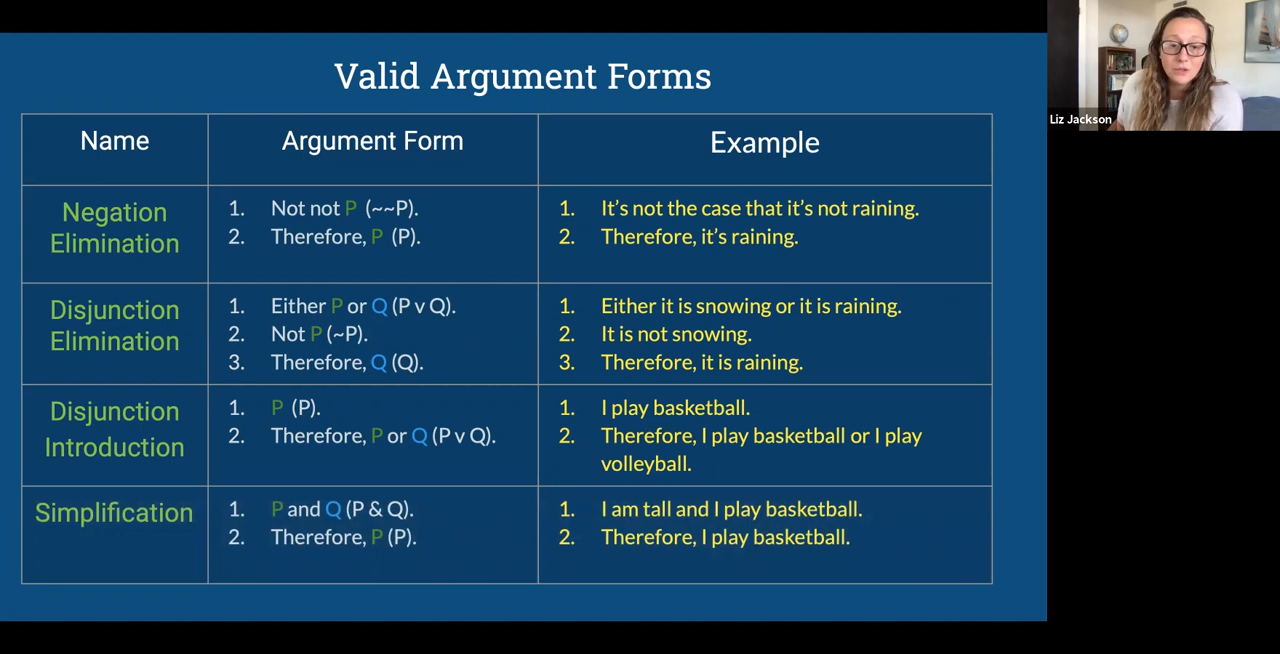 Valid Argument Forms
Name
Argument Form
Example
Negation
Elimination
1. Not not P (~~P).
2. Therefore, P (P).
1. It’s not the case that it’s not raining.
2. Therefore, it’s raining.
Disjunction
Elimination
1. Either P or Q (P v Q).
2. Not P (~P).
3. Therefore, Q (Q).
1. Either it is snowing or it is raining.
2. It is not snowing.
3. Therefore, it is raining.
Disjunction
Introduction
1. P (P).
2. Therefore, P or Q (P v Q).
1. I play basketball.
2. Therefore, I play basketball or I play
volleyball.
Simplification
1. P and Q (P & Q).
2. Therefore, P (P).
1. I am tall and I play basketball.
2. Therefore, I play basketball.
Liz Jackson